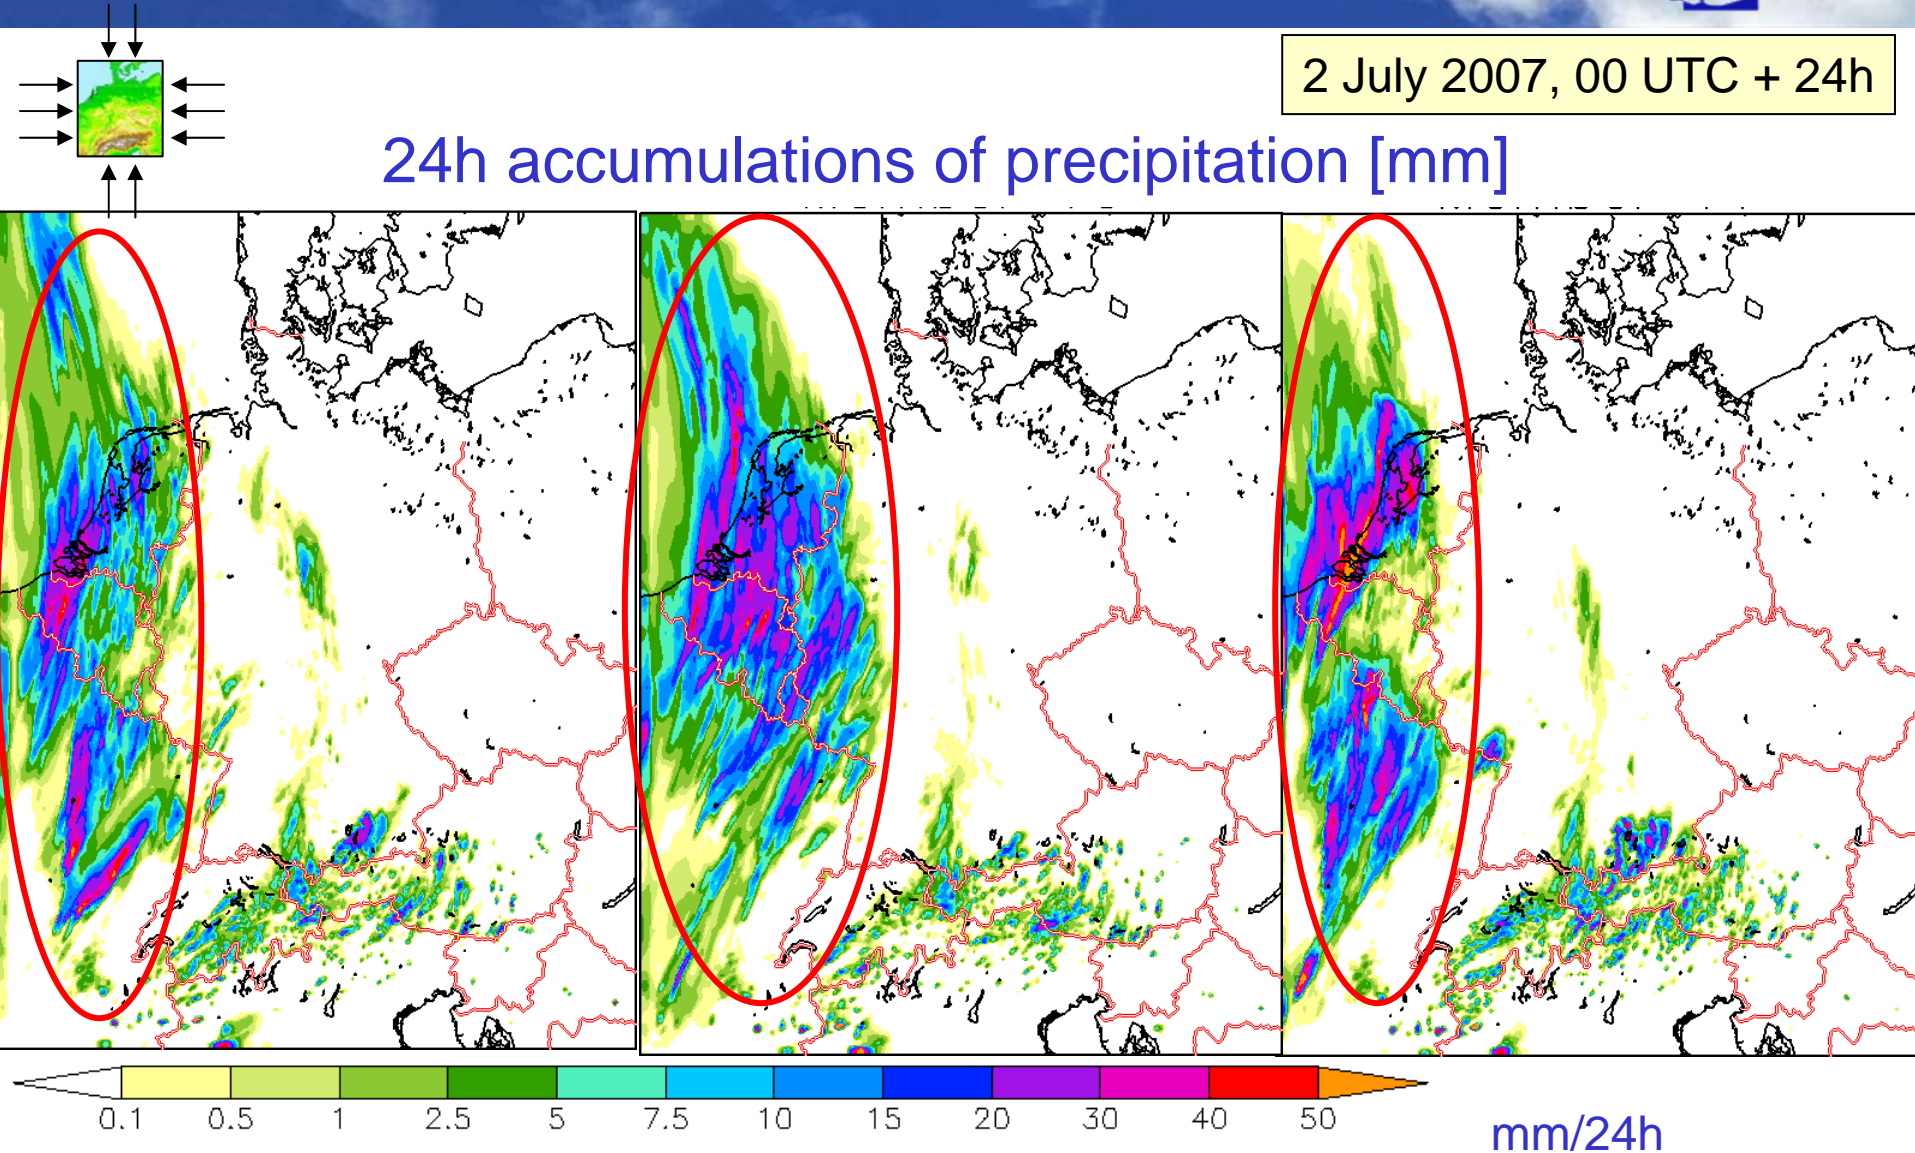 2 July 2007, 00 UTC + 24h
24h accumulations of precipitation [mm]
0.1 0.5 1 2.5 5 7.5 10 15 20 30 40 50
mm/24h